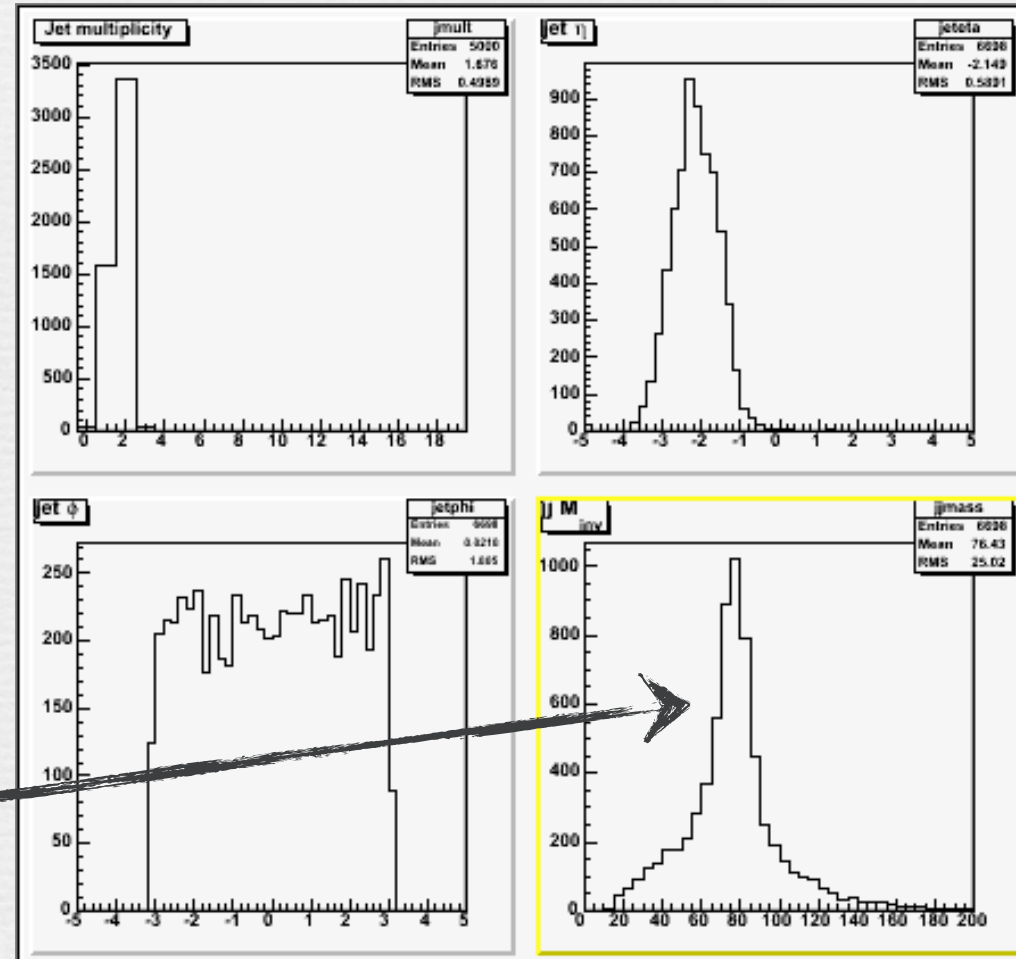 Jet multiplicity
jmult
Entries 5000
Mean 1.676
RMS 0.4989
3500
3000
2500
2000
1500
1000
500
0
0 2 4 6 8 10 12 14 16 18
jet η
jeteta
Entries 6698
Mean -2.149
RMS 0.5891
900
800
700
600
500
400
300
200
100
0
-5 -4 -3 -2 -1 0 1 2 3 4 5
jet ϕ
jetphi
Entries 6698
Mean
RMS
250
200
150
100
50
0
-5 -4 -3 -2 -1 0 1 2 3 4 5
jj M inv
jjmass
Entries 6698
Mean 76.43
RMS 25.02
1000
800
600
400
200
0
0 20 40 60 80 100 120 140 160 180 200